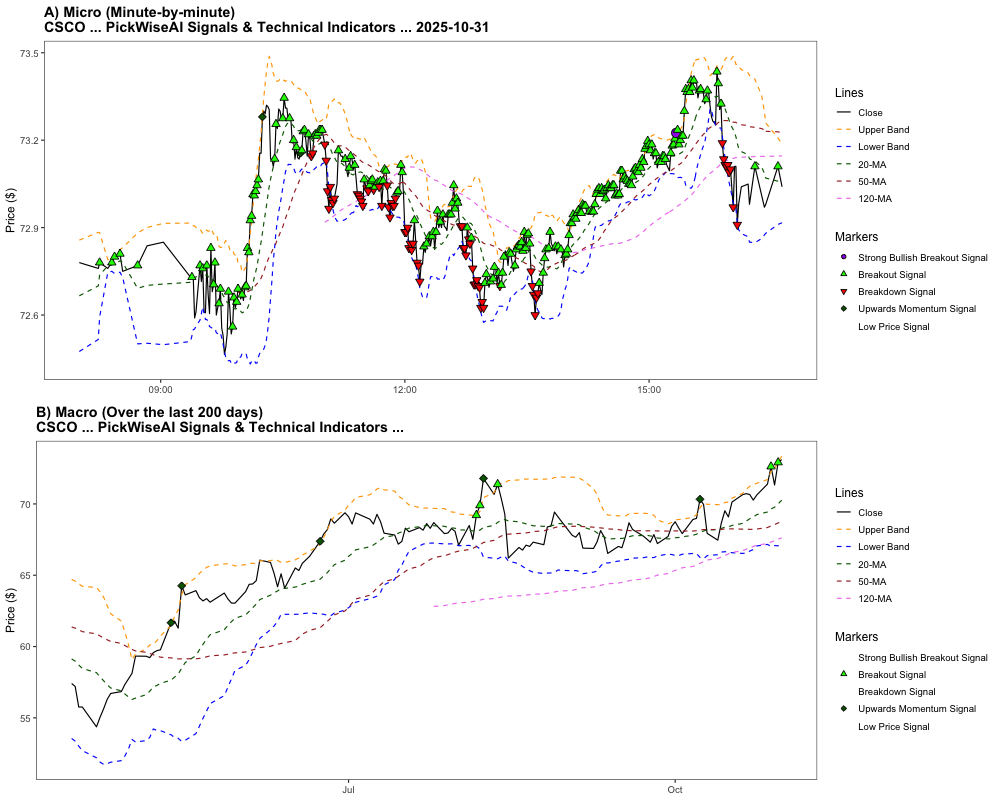 A) Micro (Minute-by-minute)
CSCO ... PickWiseAI Signals & Technical Indicators ... 2025-10-31
Price ($)
73.5
73.2
72.9
72.6
09:00
12:00
15:00
Lines
Close
Upper Band
Lower Band
20-MA
50-MA
120-MA
Markers
Strong Bullish Breakout Signal
Breakout Signal
Breakdown Signal
Upwards Momentum Signal
Low Price Signal
B) Macro (Over the last 200 days)
CSCO ... PickWiseAI Signals & Technical Indicators ...
Price ($)
70
65
60
55
Jul
Oct
Lines
Close
Upper Band
Lower Band
20-MA
50-MA
120-MA
Markers
Strong Bullish Breakout Signal
Breakout Signal
Breakdown Signal
Upwards Momentum Signal
Low Price Signal